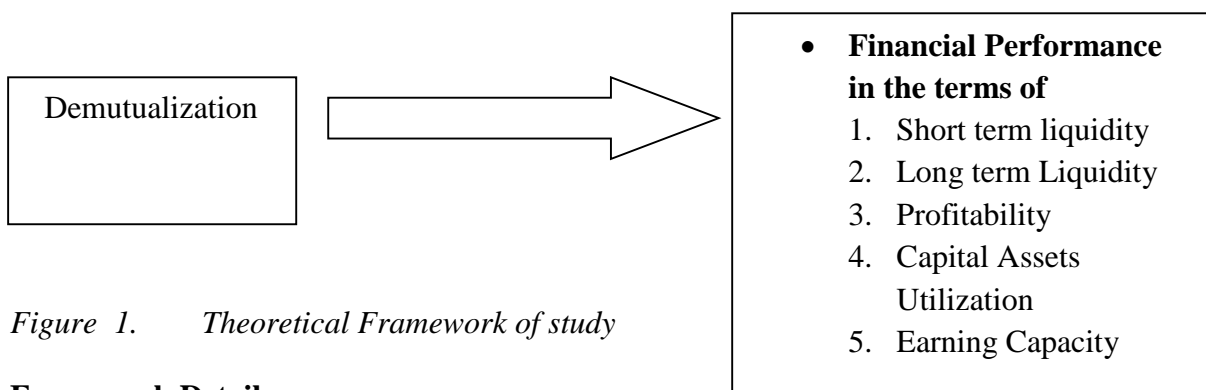 Demutualization
• Financial Performance
in the terms of
1. Short term liquidity
2. Long term Liquidity
3. Profitability
4. Capital Assets
Utilization
5. Earning Capacity
Figure 1. Theoretical Framework of study